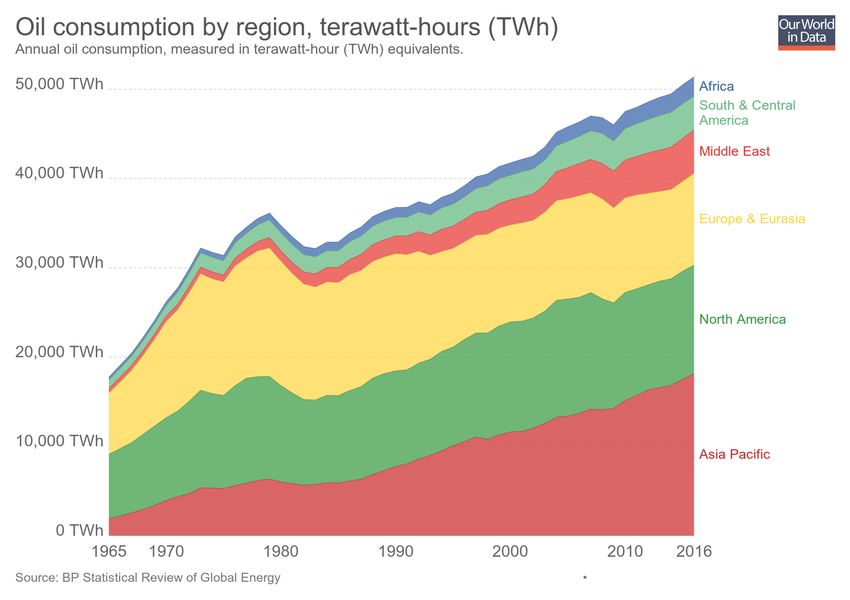 Oil consumption by region, terawatt-hours (TWh)
Annual oil consumption, measured in terawatt-hour (TWh) equivalents.
Our World
in Data
50,000 TWh
40,000 TWh
30,000 TWh
20,000 TWh
10,000 TWh
0 TWh
Africa
South & Central
America
Middle East
Europe & Eurasia
North America
Asia Pacific
1965 1970 1980 1990 2000 2010 2016
Source: BP Statistical Review of Global Energy